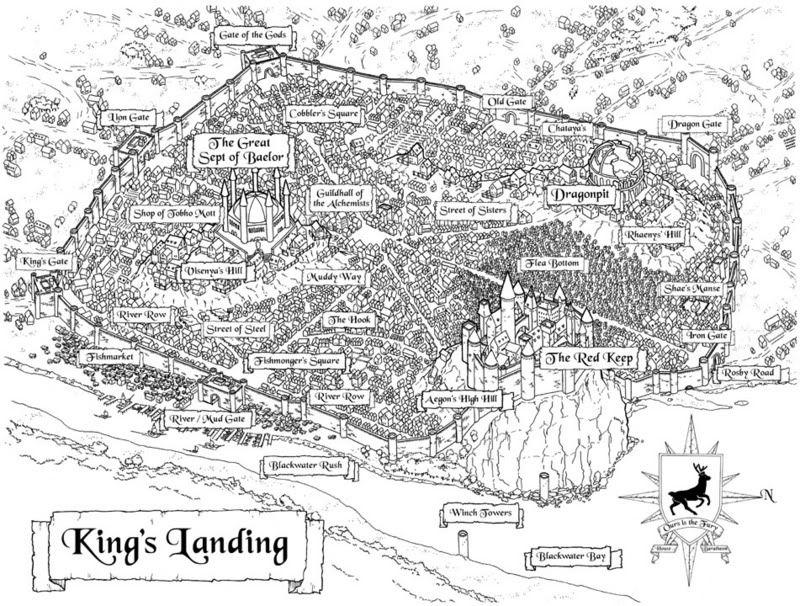 Gate of the Gods
Old Gate
Cobbler's Square
Lion Gate
Chataya's
Dragon Gate
The Great
Sept of Baelor
Dragonpit
Guildhall of
the Alchemists
Shop of Tobho Mott
Street of Sisters
Rhaenys' Hill
King's Gate
Visenya's Hill
Flea Bottom
Muddy Way
Shae's Manse
River Row
Street of Steel
The Hook
Iron Gate
Fishmarket
Fishmonger's Square
The Red Keep
Rosby Road
River Row
Aegon's High Hill
River / Mud Gate
Blackwater Rush
N
Winch Towers
Ours is the Fury
House Baratheon
King's Landing
Blackwater Bay